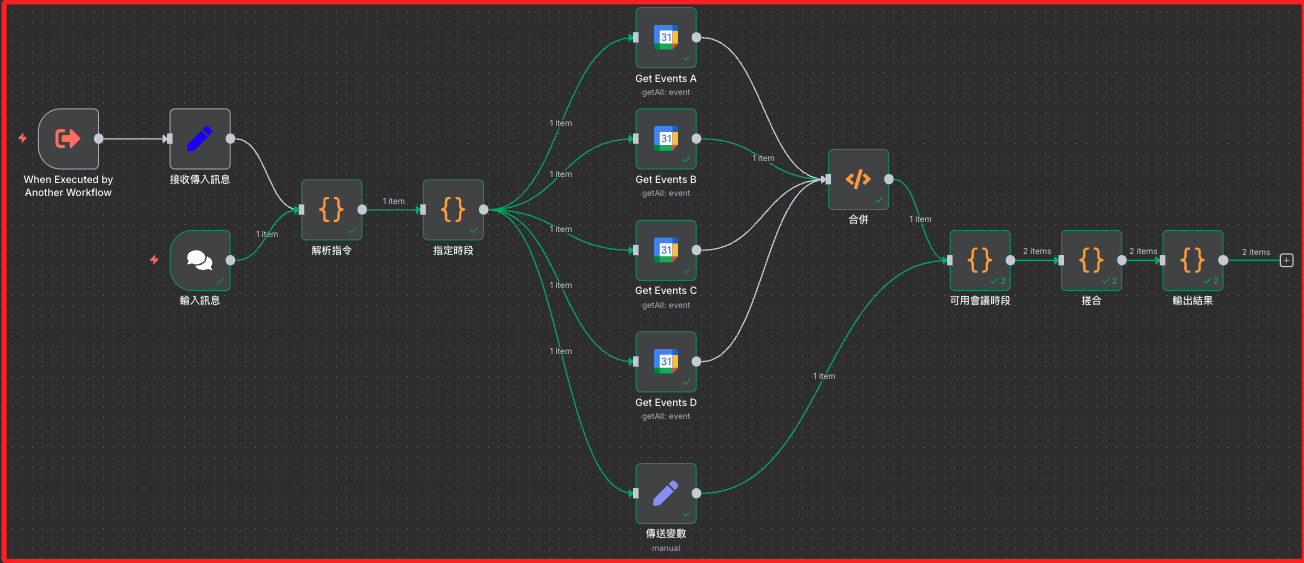 When Executed by
Another Workflow
接收傳入訊息
1 item
輸入訊息
解析指令
1 item
指定時段
1 item
1 item
1 item
1 item
1 item
31
Get Events A
getAll: event
31
Get Events B
getAll: event
31
Get Events C
getAll: event
31
Get Events D
getAll: event
傳送變數
manual
1 item
</>
合併
1 item
1 item
{}
2
可用會議時段
2 items
{}
2
搓合
2 items
{}
2
輸出結果
2 items